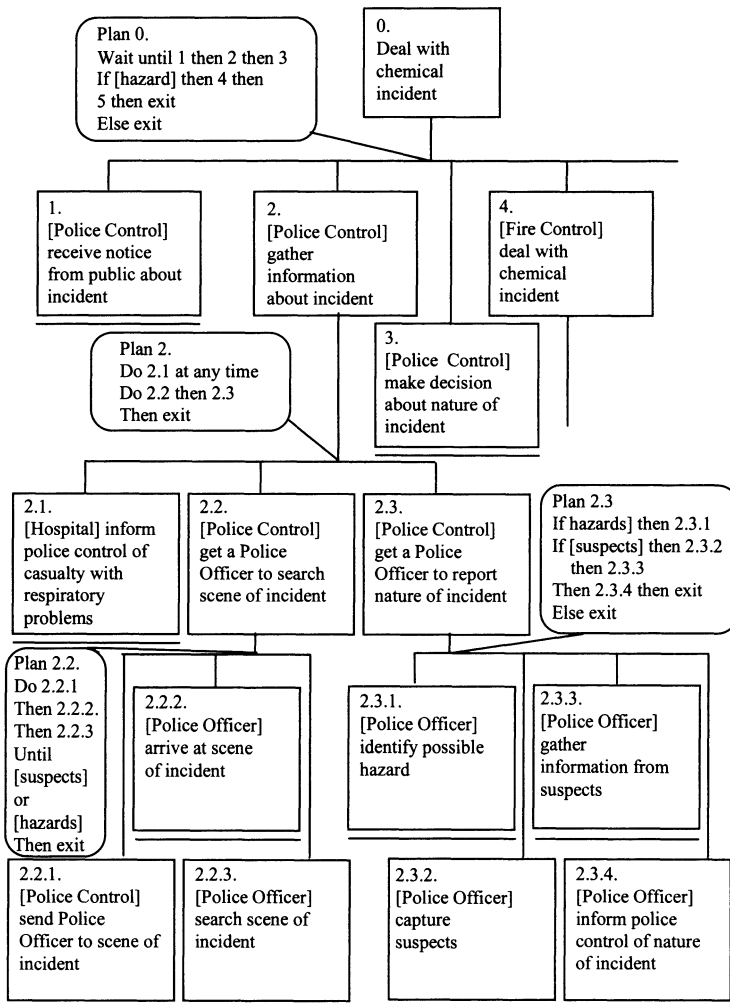 Plan 0.
Wait until 1 then 2 then 3
If [hazard] then 4 then
5 then exit
Else exit
0.
Deal with
chemical
incident
1.
[Police Control]
receive notice
from public about
incident
2.
[Police Control]
gather
information
about incident
4.
[Fire Control]
deal with
chemical
incident
3.
[Police Control]
make decision
about nature of
incident
Plan 2.
Do 2.1 at any time
Do 2.2 then 2.3
Then exit
2.1.
[Hospital] inform
police control of
casualty with
respiratory
problems
2.2.
[Police Control]
get a Police
Officer to search
scene of incident
2.3.
[Police Control]
get a Police
Officer to report
nature of incident
Plan 2.3
If hazards] then 2.3.1
If [suspects] then 2.3.2
then 2.3.3
Then 2.3.4 then exit
Else exit
Plan 2.2.
Do 2.2.1
Then 2.2.2.
Then 2.2.3
Until
[suspects]
or
[hazards]
Then exit
2.2.2.
[Police Officer]
arrive at scene
of incident
2.3.1.
[Police Officer]
identify possible
hazard
2.3.3.
[Police Officer]
gather
information from
suspects
2.2.1.
[Police Control]
send Police
Officer to scene of
incident
2.2.3.
[Police Officer]
search scene of
incident
2.3.2.
[Police Officer]
capture
suspects
2.3.4.
[Police Officer]
inform police
control of nature
of incident